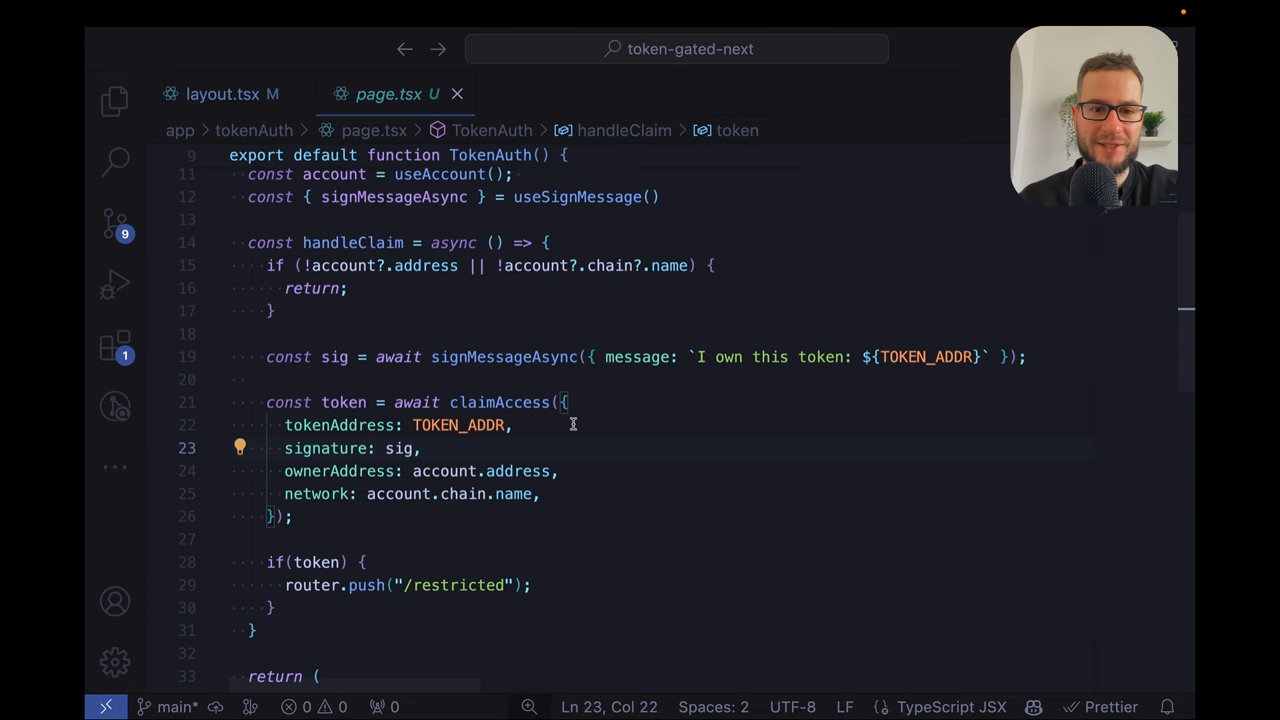 token-gated-next
layout.tsx M
page.tsx U
app > tokenAuth > page.tsx > TokenAuth > handleClaim > token
9 export default function TokenAuth() {
11 const account = useAccount();
12 const { signMessageAsync } = useSignMessage()
13
14 const handleClaim = async () => {
15 if (!account?.address || !account?.chain?.name) {
16 return;
17 }
18
19 const sig = await signMessageAsync({ message: `I own this token: ${TOKEN_ADDR}` });
20
21 const token = await claimAccess({
22 tokenAddress: TOKEN_ADDR,
23 signature: sig,
24 ownerAddress: account.address,
25 network: account.chain.name,
26 });
27
28 if(token) {
29 router.push("/restricted");
30 }
31 }
32
33 return (
9
1
main* 0 0 0 Ln 23, Col 22 Spaces: 2 UTF-8 LF {} TypeScript JSX Prettier